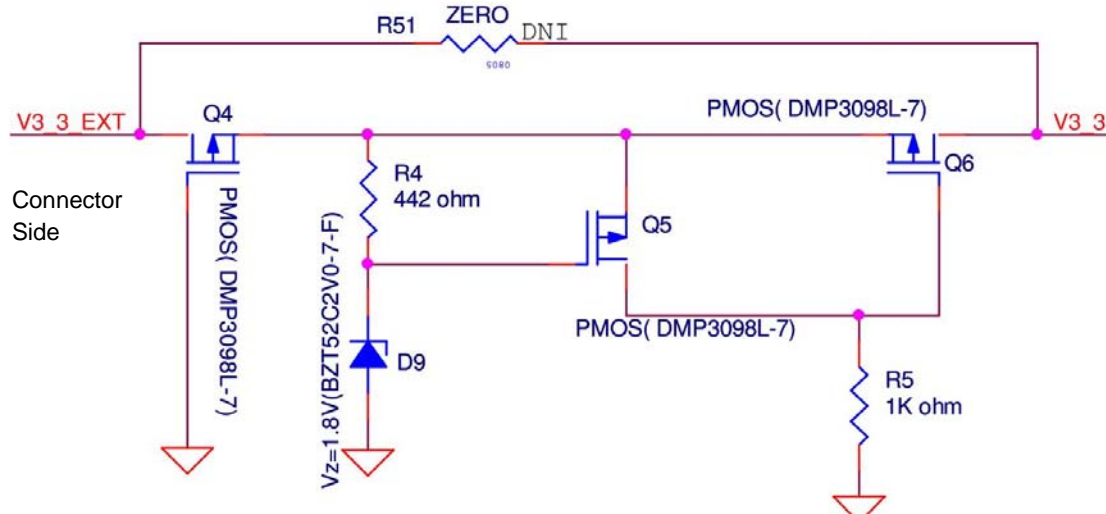 R51
ZERO
DNI
0805
V3_3_EXT
Q4
PMOS( DMP3098L-7)
V3_3
Q6
R4
442 ohm
Connector
Side
Q5
PMOS( DMP3098L-7)
Vz=1.8V(BZT52C2V0-7-F)
PMOS( DMP3098L-7)
D9
R5
1K ohm